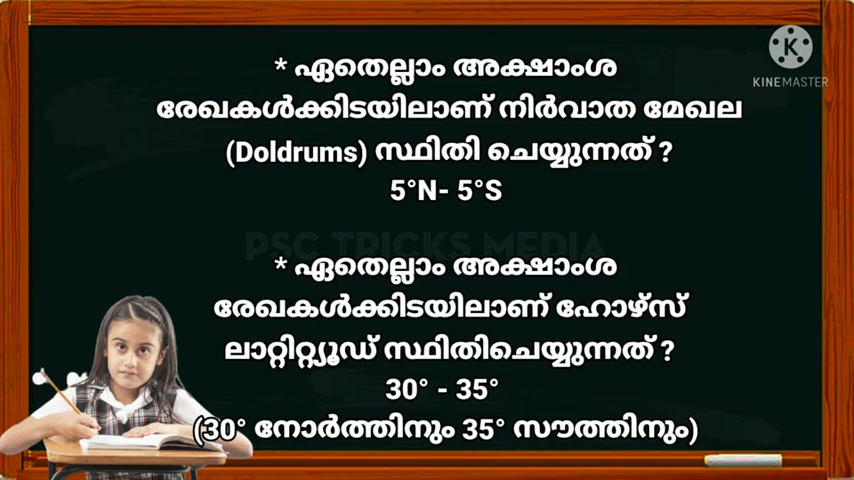 * ഏതെല്ലാം അക്ഷാംശ
KINEMASTER
രേഖകൾക്കിടയിലാണ് നിർവാത മേഖല
(Doldrums) സ്ഥിതി ചെയ്യുന്നത് ?
5°N- 5°S
PSC TRICKS MEDIA
* ഏതെല്ലാം അക്ഷാംശ
രേഖകൾക്കിടയിലാണ് ഹോഴ്സ്
ലാറ്റിറ്റ്യൂഡ് സ്ഥിതിചെയ്യുന്നത് ?
30° - 35°
(30° നോർത്തിനും 35° സൗത്തിനും)